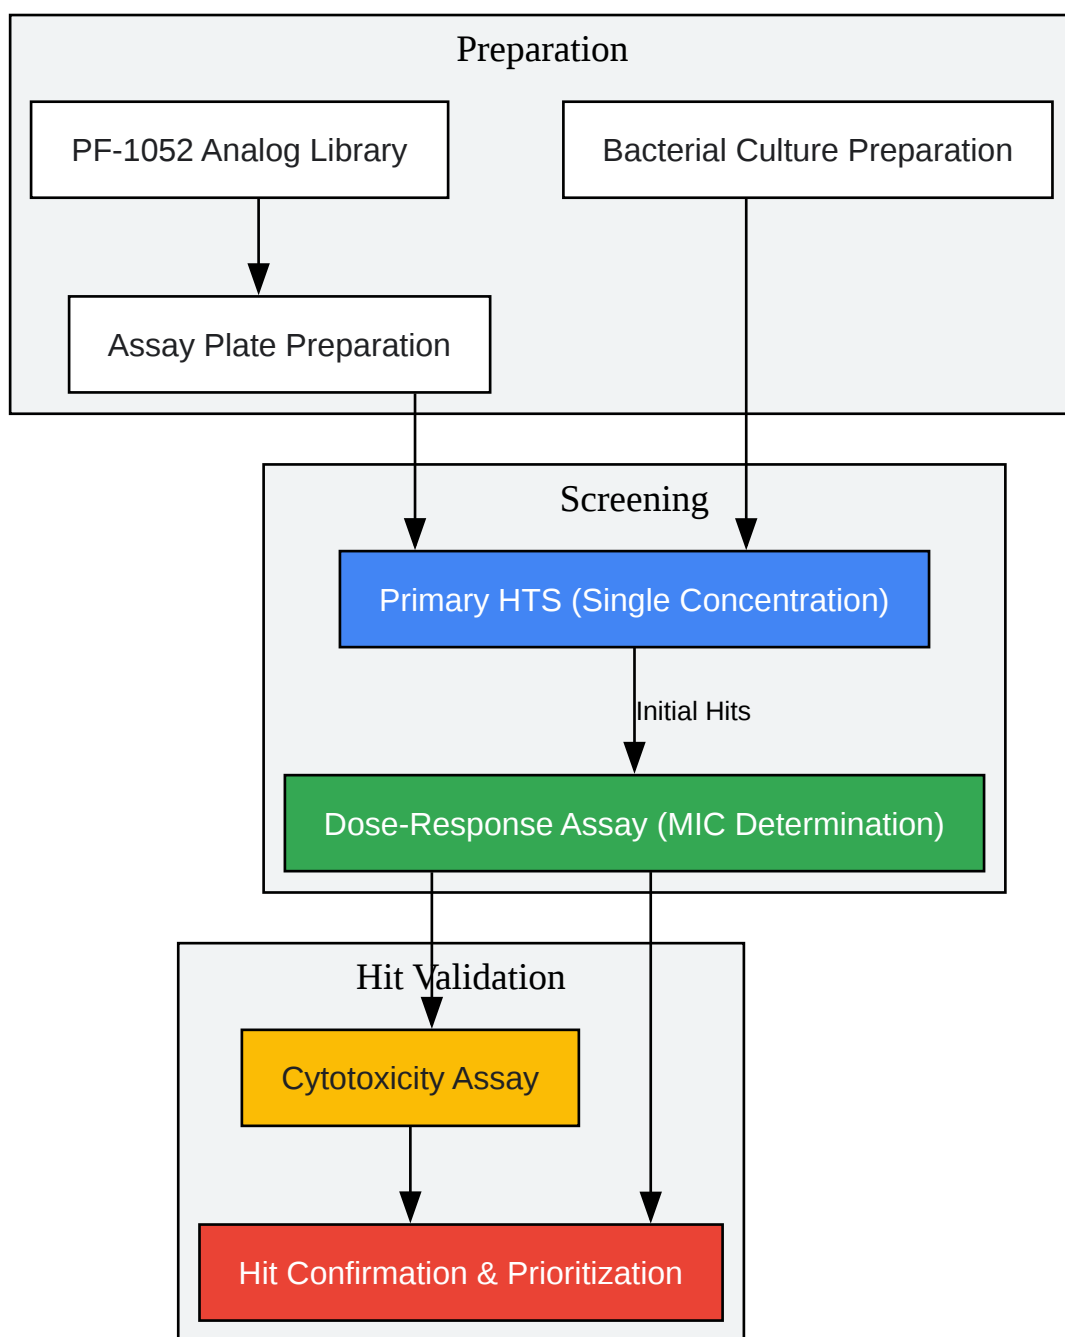 Preparation
PF-1052 Analog Library
Bacterial Culture Preparation
Assay Plate Preparation
Screening
Primary HTS (Single Concentration)
Initial Hits
Dose-Response Assay (MIC Determination)
Hit Validation
Cytotoxicity Assay
Hit Confirmation & Prioritization